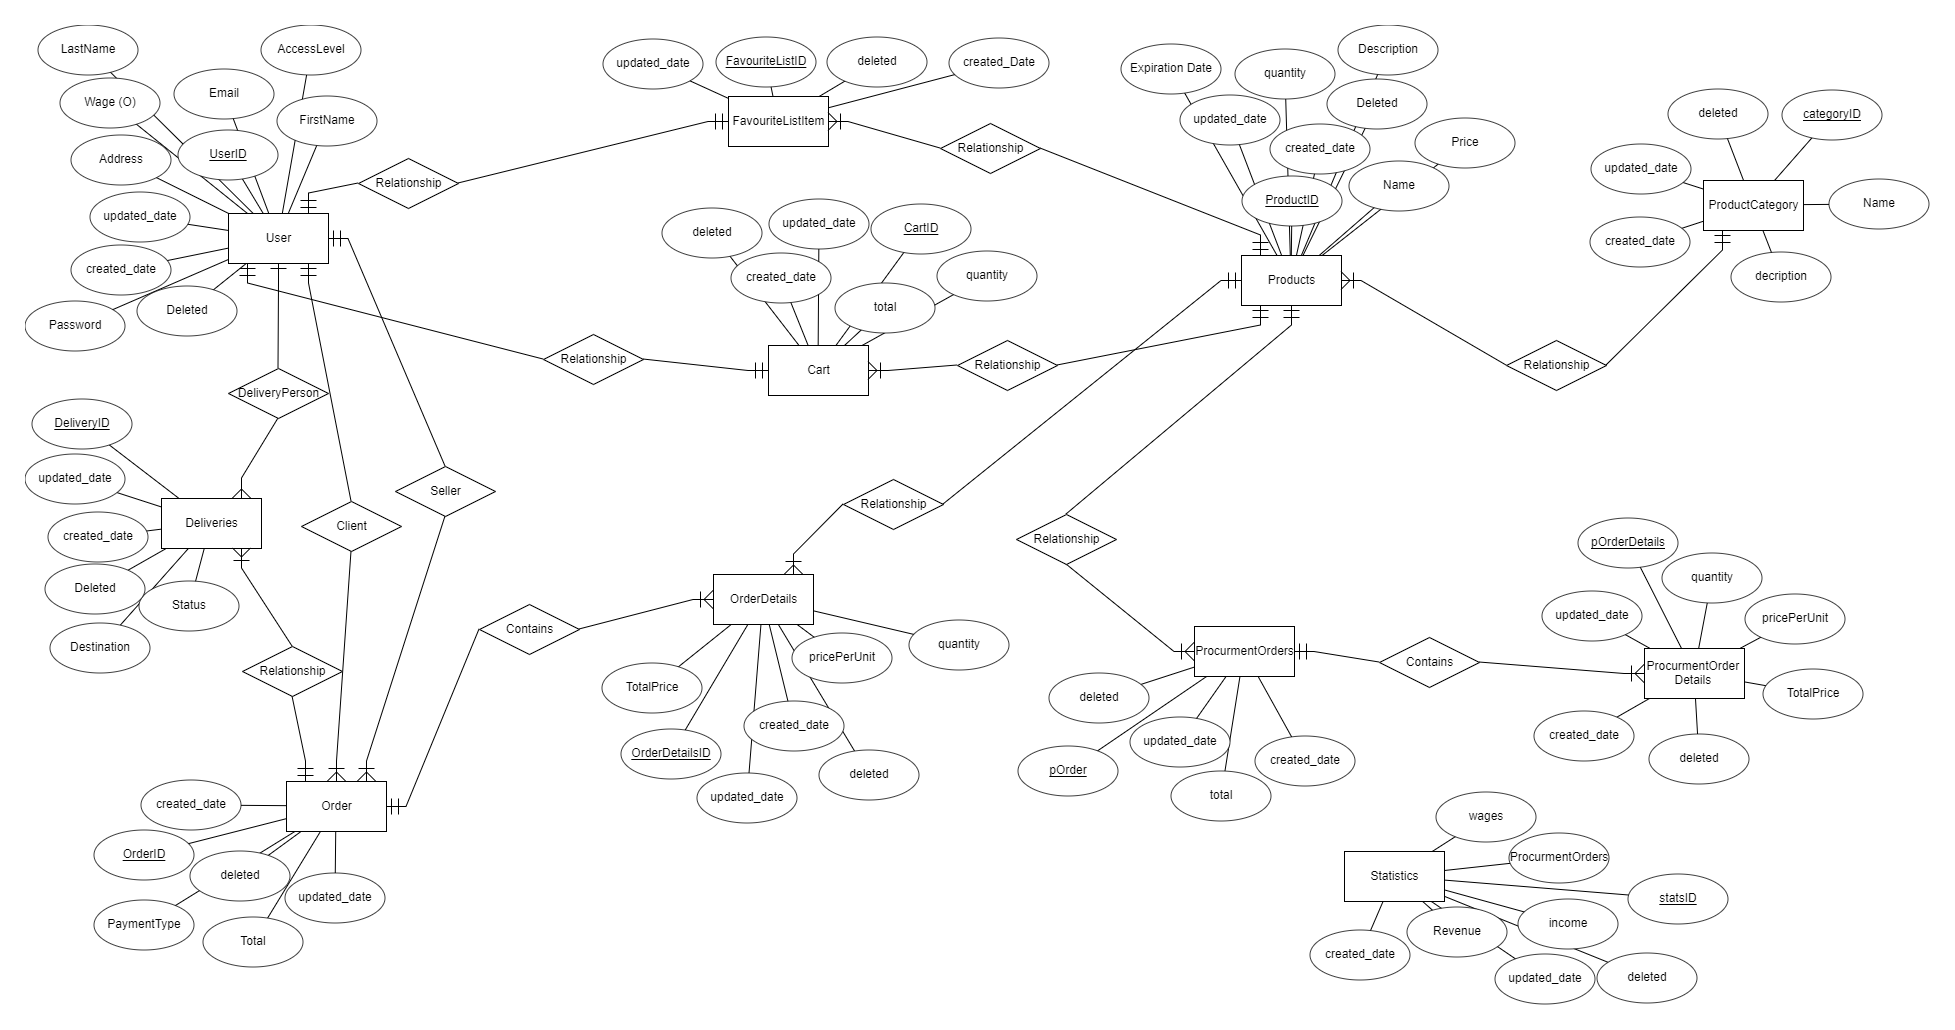 LastName
AccessLevel
Wage (O)
Email
FirstName
Address
UserID
updated_date
User
created_date
Deleted
Password
Relationship
updated_date
FavouriteListID
deleted
created_Date
FavouriteListItem
Relationship
Expiration Date
quantity
Description
updated_date
Deleted
created_date
Price
Name
ProductID
Products
deleted
categoryID
updated_date
ProductCategory
Name
created_date
decription
Relationship
deleted
updated_date
CartID
created_date
quantity
total
Cart
Relationship
Relationship
DeliveryPerson
DeliveryID
updated_date
Deliveries
created_date
Deleted
Status
Destination
Client
Seller
Relationship
Relationship
Relationship
Contains
OrderDetails
quantity
pricePerUnit
TotalPrice
created_date
OrderDetailsID
updated_date
deleted
ProcurmentOrders
deleted
updated_date
pOrder
created_date
total
Contains
pOrderDetails
quantity
updated_date
pricePerUnit
ProcurmentOrder
Details
TotalPrice
created_date
deleted
Order
created_date
OrderID
deleted
updated_date
PaymentType
Total
wages
ProcurmentOrders
Statistics
statsID
income
Revenue
created_date
updated_date
deleted